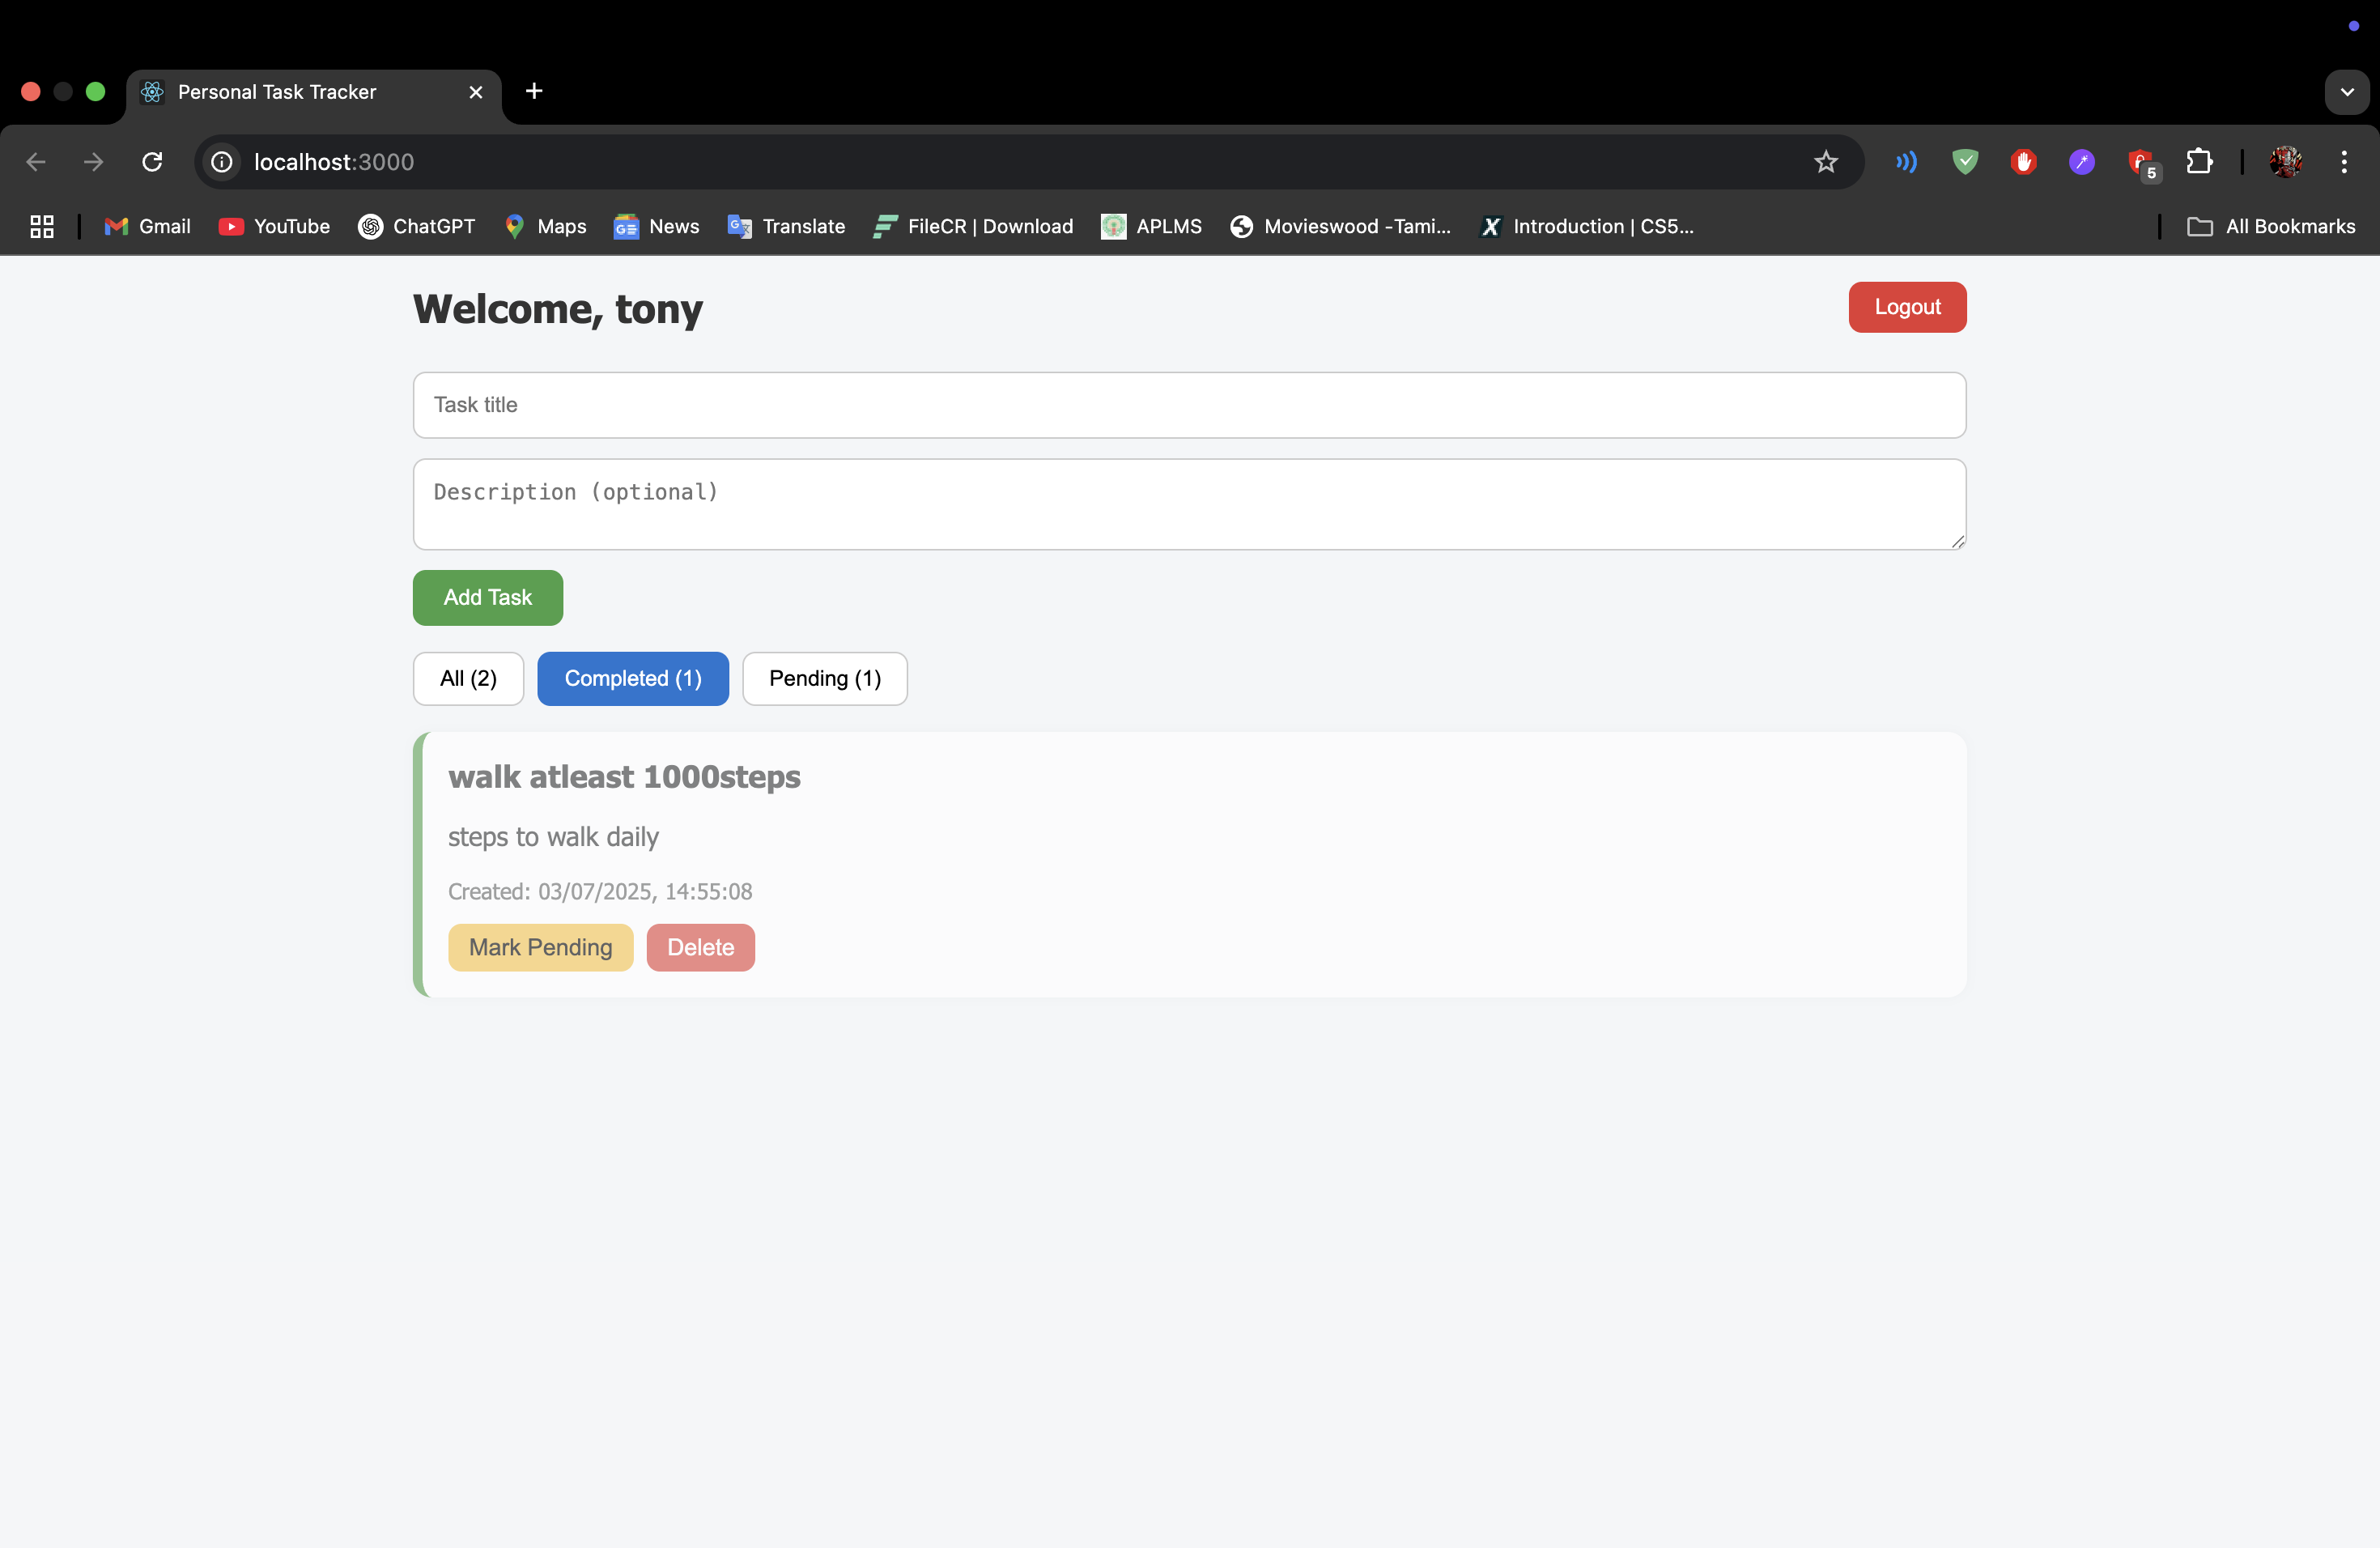 Personal Task Tracker
localhost:3000
5
Gmail YouTube ChatGPT Maps News Translate FileCR | Download APLMS Movieswood -Tami... Introduction | CS5... All Bookmarks
Welcome, tony Logout
Task title
Description (optional)
Add Task
All (2) Completed (1) Pending (1)
walk atleast 1000steps
steps to walk daily
Created: 03/07/2025, 14:55:08
Mark Pending Delete